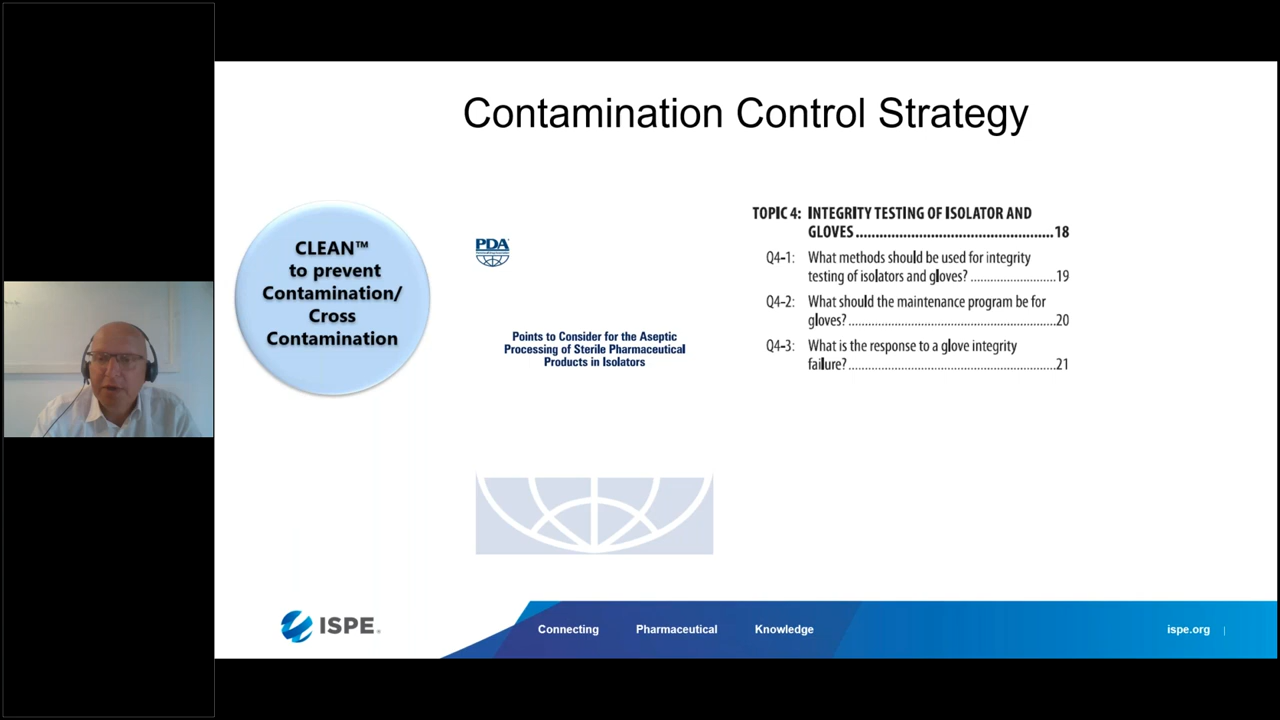 Contamination Control Strategy
CLEAN™
to prevent
Contamination/
Cross
Contamination
PDA
Points to Consider for the Aseptic
Processing of Sterile Pharmaceutical
Products in Isolators
TOPIC 4: INTEGRITY TESTING OF ISOLATOR AND
GLOVES..................................................18
Q4-1: What methods should be used for integrity
testing of isolators and gloves? ........................19
Q4-2: What should the maintenance program be for
gloves?..........................................................20
Q4-3: What is the response to a glove integrity
failure?..........................................................21
ISPE®
Connecting Pharmaceutical Knowledge
ispe.org |